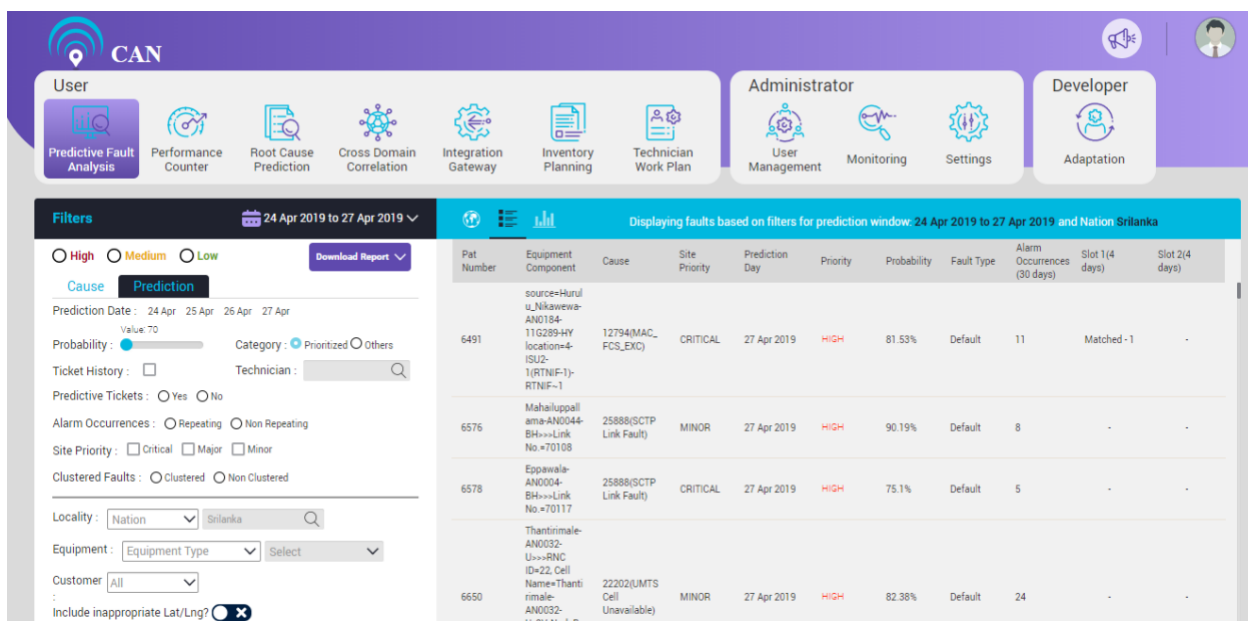 CAN
User
Administrator
Developer
Predictive Fault Analysis
Performance Counter
Root Cause Prediction
Cross Domain Correlation
Integration Gateway
Inventory Planning
Technician Work Plan
User Management
Monitoring
Settings
Adaptation
Filters
24 Apr 2019 to 27 Apr 2019
High Medium Low
Download Report
Cause Prediction
Prediction Date : 24 Apr 25 Apr 26 Apr 27 Apr
Value: 70
Probability : Category : Prioritized Others
Ticket History : Technician :
Predictive Tickets : Yes No
Alarm Occurrences : Repeating Non Repeating
Site Priority : Critical Major Minor
Clustered Faults : Clustered Non Clustered
Locality : Nation Srilanka
Equipment : Equipment Type Select
Customer All
:
Include inappropriate Lat/Lng?
Displaying faults based on filters for prediction window: 24 Apr 2019 to 27 Apr 2019 and Nation Srilanka
Pat Number
Equipment Component
Cause
Site Priority
Prediction Day
Priority
Probability
Fault Type
Alarm Occurrences (30 days)
Slot 1(4 days)
Slot 2(4 days)
6491
source=Hurul
u_Nikawewa-
AN0184-
11G289-HY
location=4-
ISU2-
1(RTNIF-1)-
RTNIF~1
12794(MAC_
FCS_EXC)
CRITICAL
27 Apr 2019
HIGH
81.53%
Default
11
Matched - 1
-
6576
Mahailuppall
ama-AN0044-
BH>>>Link
No.=70108
25888(SCTP
Link Fault)
MINOR
27 Apr 2019
HIGH
90.19%
Default
8
-
-
6578
Eppawala-
AN0004-
BH>>>Link
No.=70117
25888(SCTP
Link Fault)
CRITICAL
27 Apr 2019
HIGH
75.1%
Default
5
-
-
6650
Thantirimale-
AN0032-
U>>>RNC
ID=22, Cell
Name=Thanti
rimale-
AN0032-
22202(UMTS
Cell
Unavailable)
MINOR
27 Apr 2019
HIGH
82.38%
Default
24
-
-